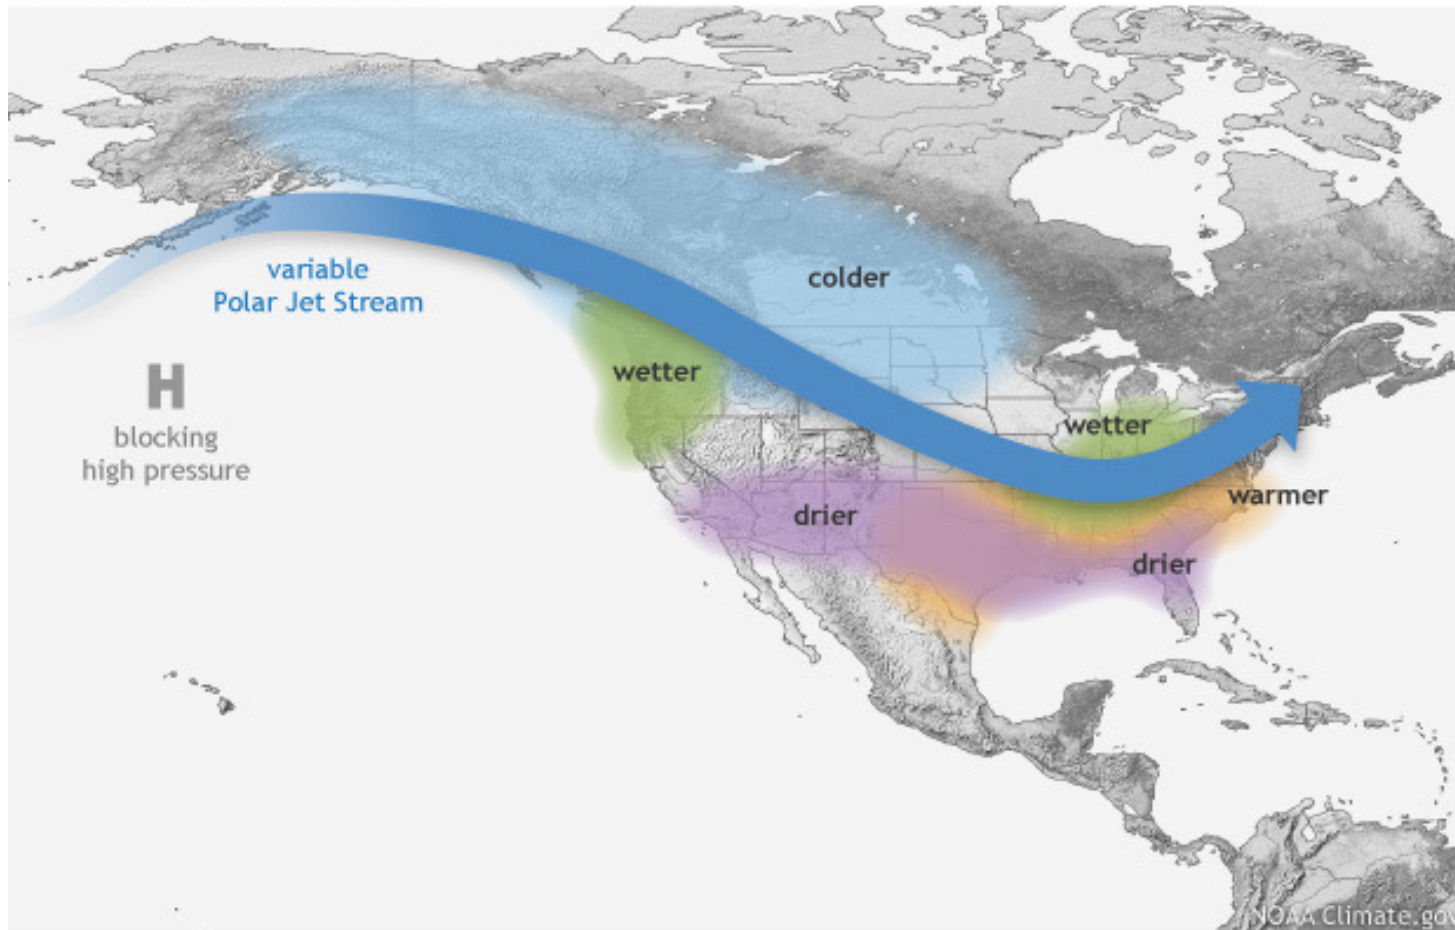 variable
Polar Jet Stream
colder
wetter
H
blocking
high pressure
wetter
warmer
drier
drier
NOAA Climate.gov